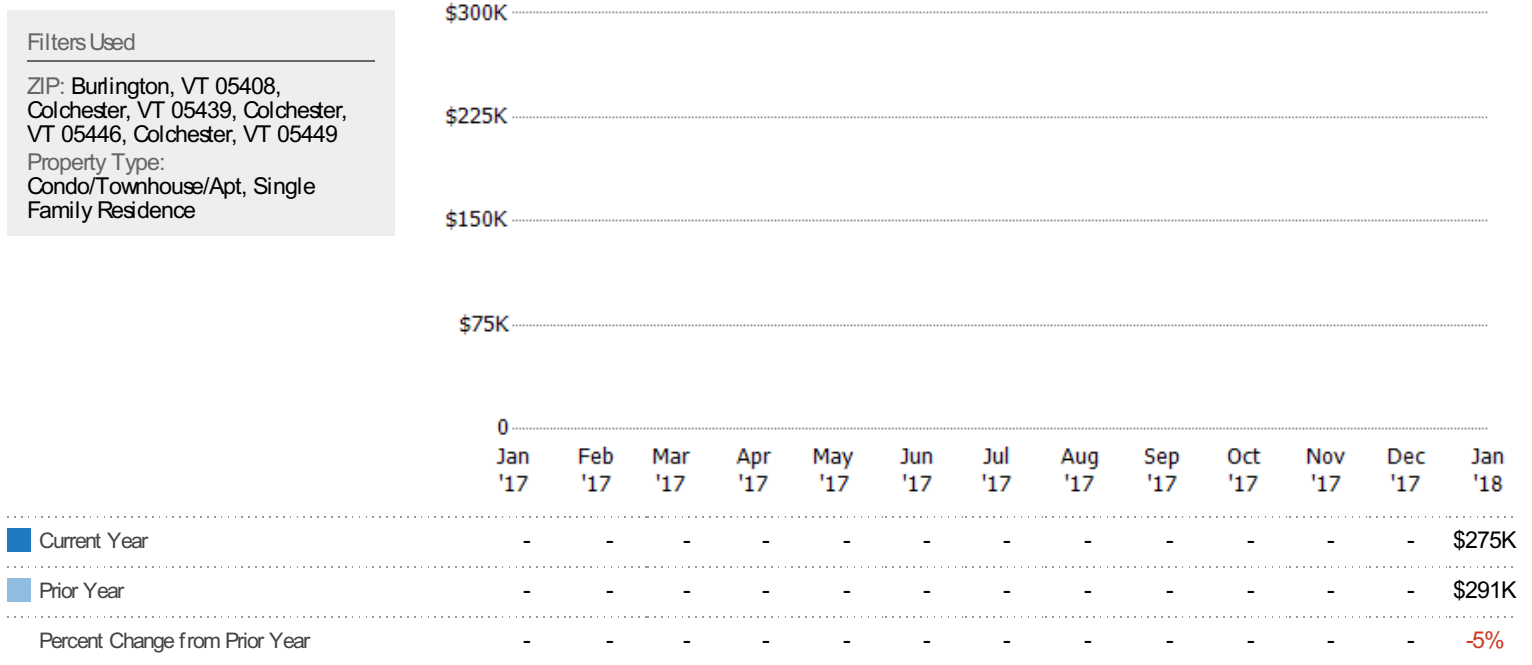 Filters Used
ZIP: Burlington, VT 05408,
Colchester, VT 05439, Colchester,
VT 05446, Colchester, VT 05449
Property Type:
Condo/Townhouse/Apt, Single
Family Residence
$300K
$225K
$150K
$75K
0
Jan Feb Mar Apr May Jun Jul Aug Sep Oct Nov Dec Jan
'17 '17 '17 '17 '17 '17 '17 '17 '17 '17 '17 '17 '18
Current Year - - - - - - - - - - - - $275K
Prior Year - - - - - - - - - - - - $291K
Percent Change from Prior Year - - - - - - - - - - - - -5%